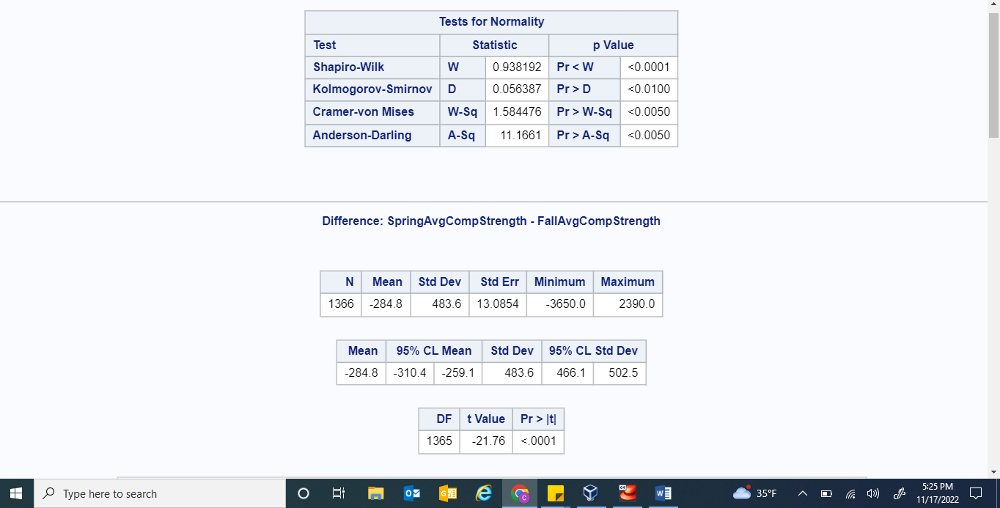 Tests for Normality
Test Statistic p Value
Shapiro-Wilk W 0.938192 Pr < W <0.0001
Kolmogorov-Smirnov D 0.056387 Pr > D <0.0100
Cramer-von Mises W-Sq 1.584476 Pr > W-Sq <0.0050
Anderson-Darling A-Sq 11.1661 Pr > A-Sq <0.0050
Difference: SpringAvgCompStrength - FallAvgCompStrength
N Mean Std Dev Std Err Minimum Maximum
1366 -284.8 483.6 13.0854 -3650.0 2390.0
Mean 95% CL Mean Std Dev 95% CL Std Dev
-284.8 -310.4 -259.1 483.6 466.1 502.5
DF t Value Pr > |t|
1365 -21.76 <.0001
Type here to search
35°F
5:25 PM
11/17/2022